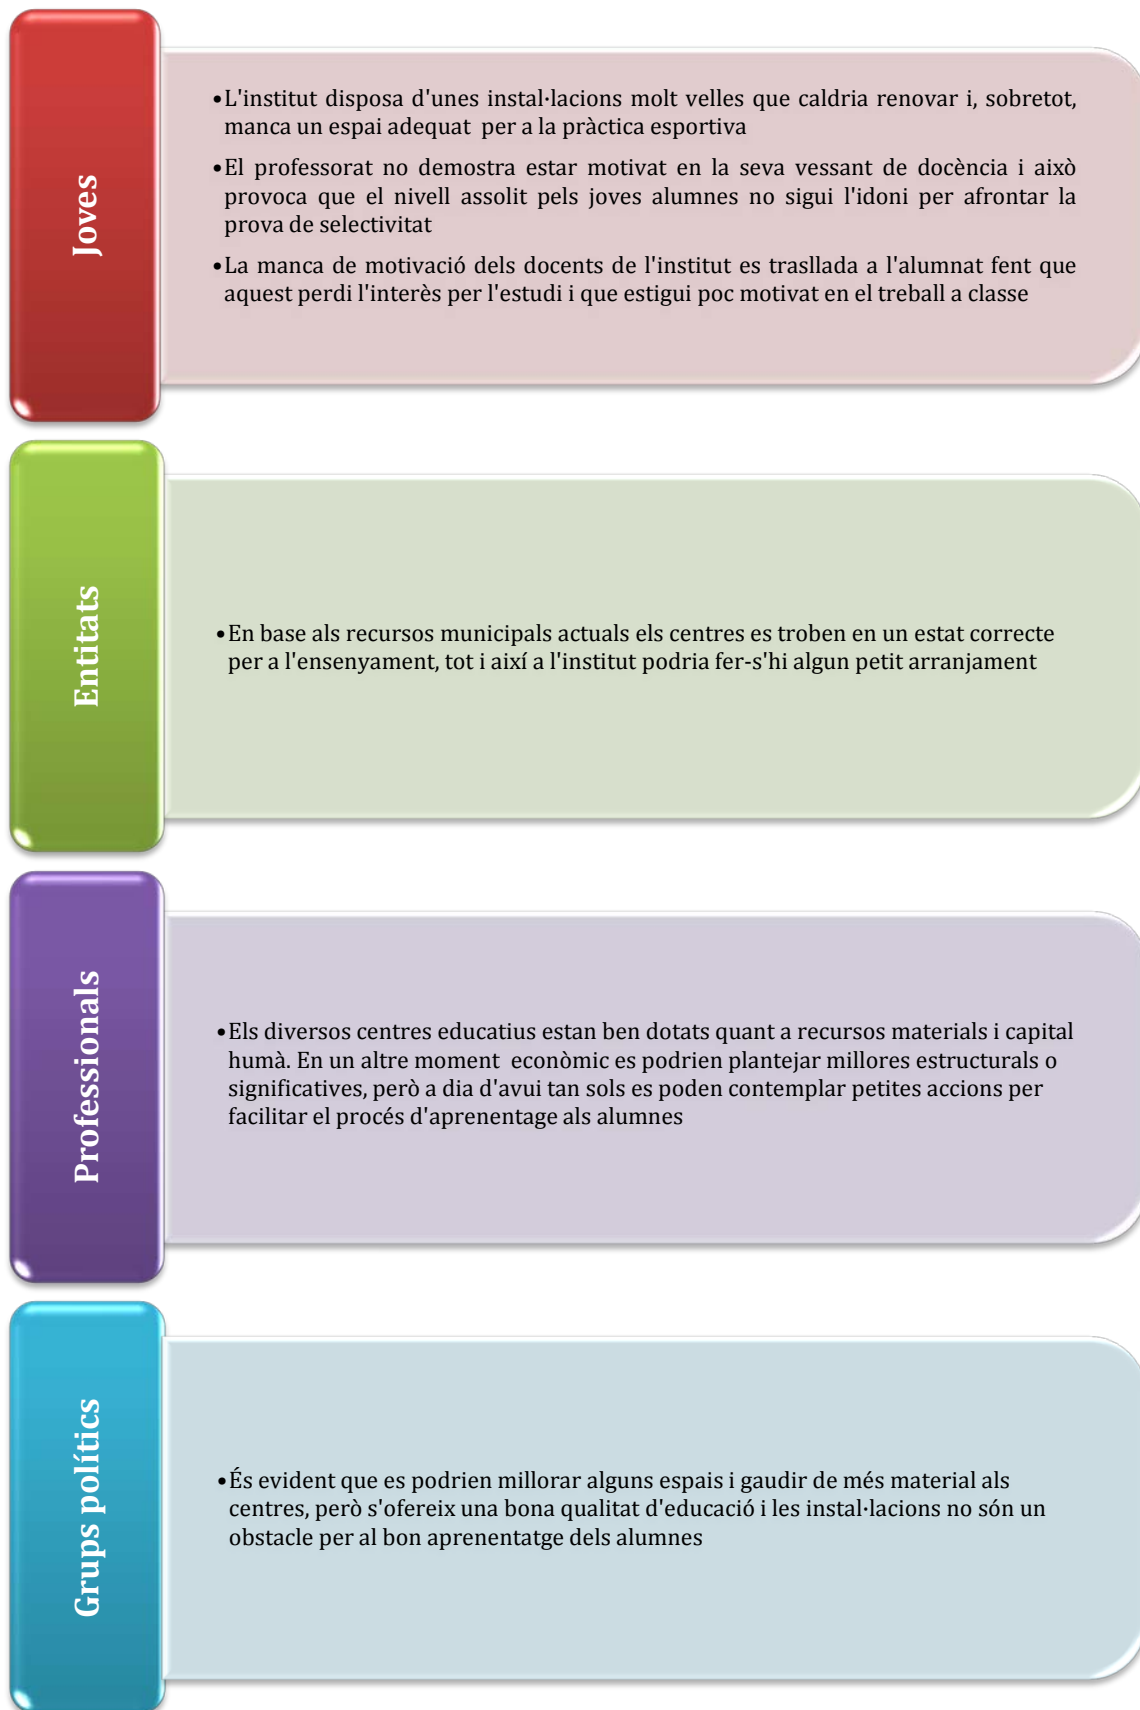 Joves
•L'institut disposa d'unes instal·lacions molt velles que caldria renovar i, sobretot,
manca un espai adequat per a la pràctica esportiva
•El professorat no demostra estar motivat en la seva vessant de docència i això
provoca que el nivell assolit pels joves alumnes no sigui l'idoni per afrontar la
prova de selectivitat
•La manca de motivació dels docents de l'institut es trasllada a l'alumnat fent que
aquest perdi l'interès per l'estudi i que estigui poc motivat en el treball a classe
Entitats
•En base als recursos municipals actuals els centres es troben en un estat correcte
per a l'ensenyament, tot i així a l'institut podria fer-s'hi algun petit arranjament
Professionals
•Els diversos centres educatius estan ben dotats quant a recursos materials i capital
humà. En un altre moment econòmic es podrien plantejar millores estructurals o
significatives, però a dia d'avui tan sols es poden contemplar petites accions per
facilitar el procés d'aprenentage als alumnes
Grups polítics
•És evident que es podrien millorar alguns espais i gaudir de més material als
centres, però s'ofereix una bona qualitat d'educació i les instal·lacions no són un
obstacle per al bon aprenentatge dels alumnes